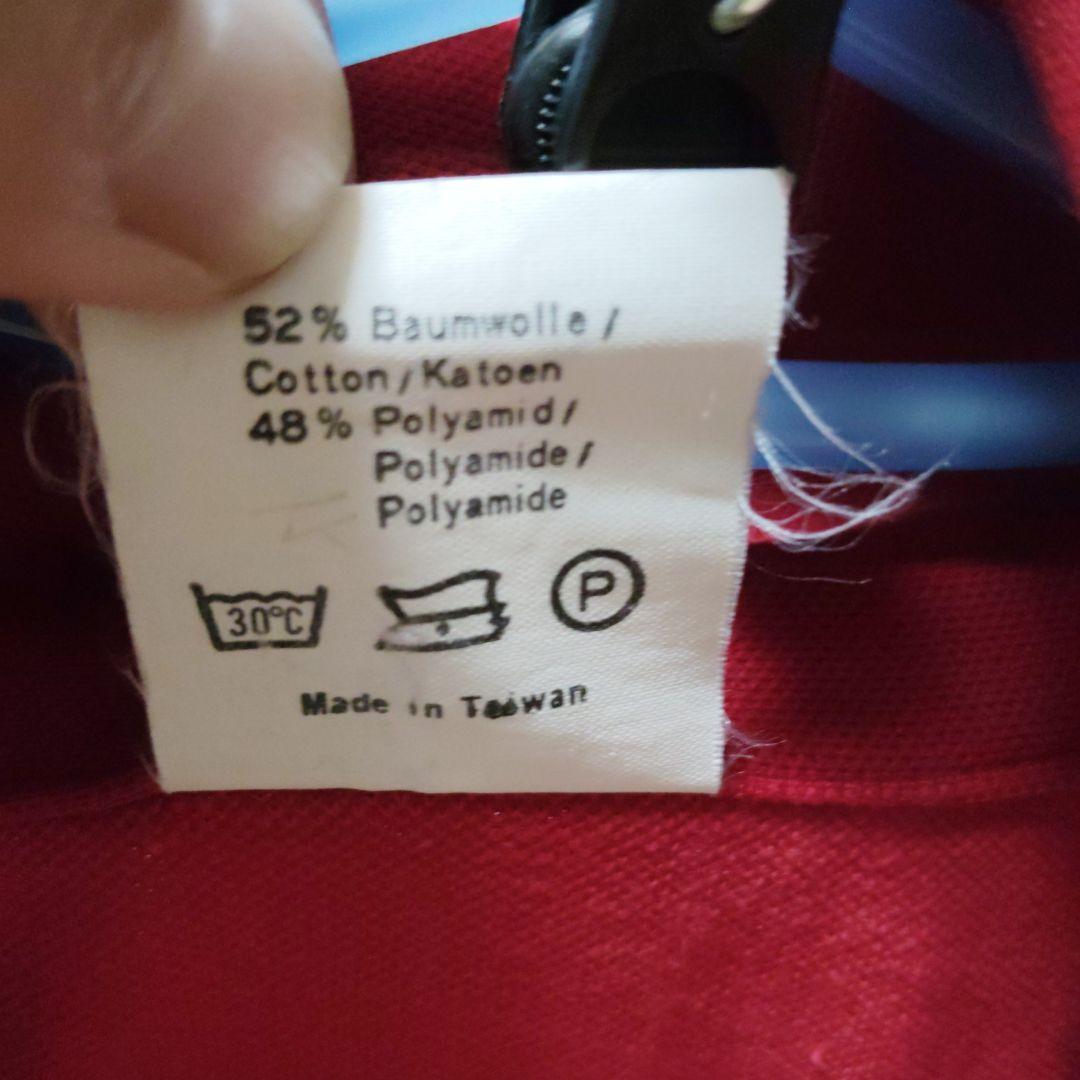 52% Baumwolle/
Cotton/Katoen
48% Polyamid/
Polyamide/
Polyamide
30°C P
Made in Taiwan